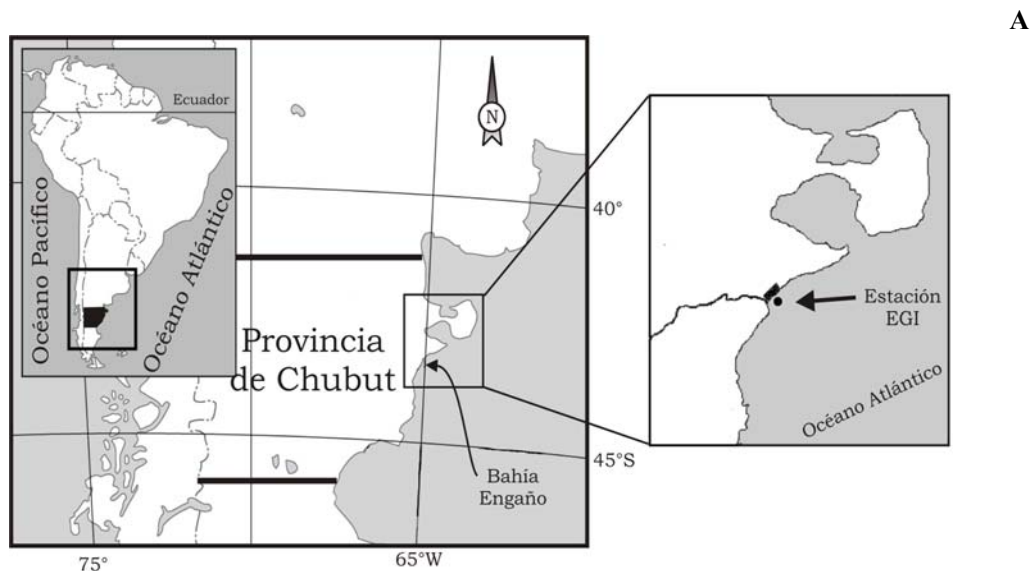 A
Ecuador
Océano Pacífico
Océano Atlántico
N
40°
Provincia
de Chubut
Estación
EGI
Océano Atlántico
45°S
Bahía
Engaño
75°
65°W